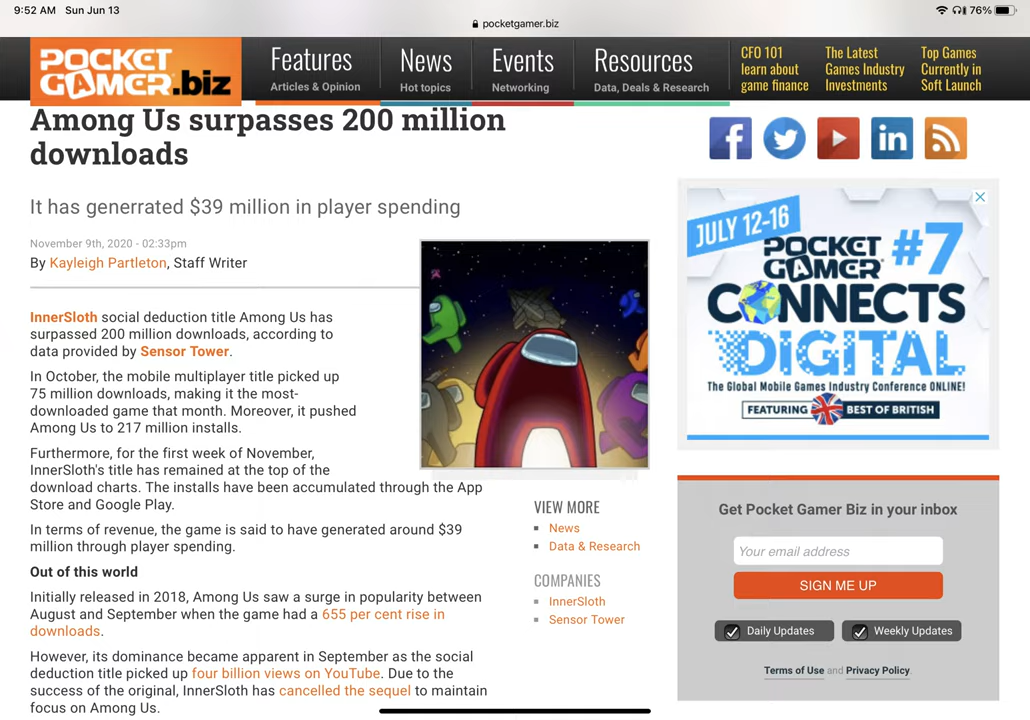 9:52 AM Sun Jun 13
76%
pocketgamer.biz
POCKET
GAMER.biz
Features
Articles & Opinion
News
Hot topics
Events
Networking
Resources
Data, Deals & Research
CFO 101
learn about
game finance
The Latest
Games Industry
Investments
Top Games
Currently in
Soft Launch
Among Us surpasses 200 million
downloads
It has generrated $39 million in player spending
November 9th, 2020 - 02:33pm
By Kayleigh Partleton, Staff Writer
InnerSloth social deduction title Among Us has
surpassed 200 million downloads, according to
data provided by Sensor Tower.
In October, the mobile multiplayer title picked up
75 million downloads, making it the most-
downloaded game that month. Moreover, it pushed
Among Us to 217 million installs.
Furthermore, for the first week of November,
InnerSloth's title has remained at the top of the
download charts. The installs have been accumulated through the App
Store and Google Play.
In terms of revenue, the game is said to have generated around $39
million through player spending.
Out of this world
Initially released in 2018, Among Us saw a surge in popularity between
August and September when the game had a 655 per cent rise in
downloads.
However, its dominance became apparent in September as the social
deduction title picked up four billion views on YouTube. Due to the
success of the original, InnerSloth has cancelled the sequel to maintain
focus on Among Us.
VIEW MORE
News
Data & Research
COMPANIES
InnerSloth
Sensor Tower
JULY 12-16
POCKET
GAMER
#7
CONNECTS
DIGITAL
The Global Mobile Games Industry Conference ONLINE!
FEATURING BEST OF BRITISH
Get Pocket Gamer Biz in your inbox
Your email address
SIGN ME UP
Daily Updates
Weekly Updates
Terms of Use and Privacy Policy.